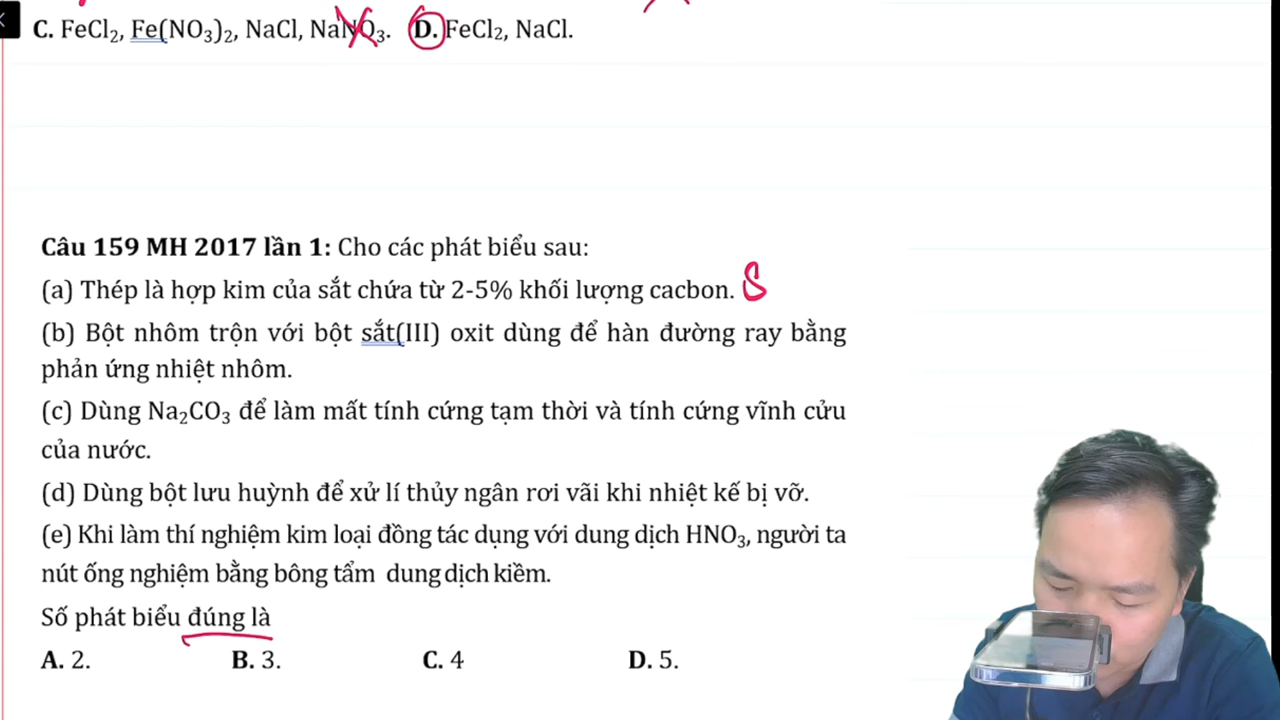 C. FeCl₂, Fe(NO₃)₂, NaCl, NaNO₃. D. FeCl₂, NaCl.
Câu 159 MH 2017 lần 1: Cho các phát biểu sau:
(a) Thép là hợp kim của sắt chứa từ 2-5% khối lượng cacbon. S
(b) Bột nhôm trộn với bột sắt(III) oxit dùng để hàn đường ray bằng
phản ứng nhiệt nhôm.
(c) Dùng Na₂CO₃ để làm mất tính cứng tạm thời và tính cứng vĩnh cửu
của nước.
(d) Dùng bột lưu huỳnh để xử lí thủy ngân rơi vãi khi nhiệt kế bị vỡ.
(e) Khi làm thí nghiệm kim loại đồng tác dụng với dung dịch HNO₃, người ta
nút ống nghiệm bằng bông tẩm dung dịch kiềm.
Số phát biểu đúng là
A. 2. B. 3. C. 4 D. 5.